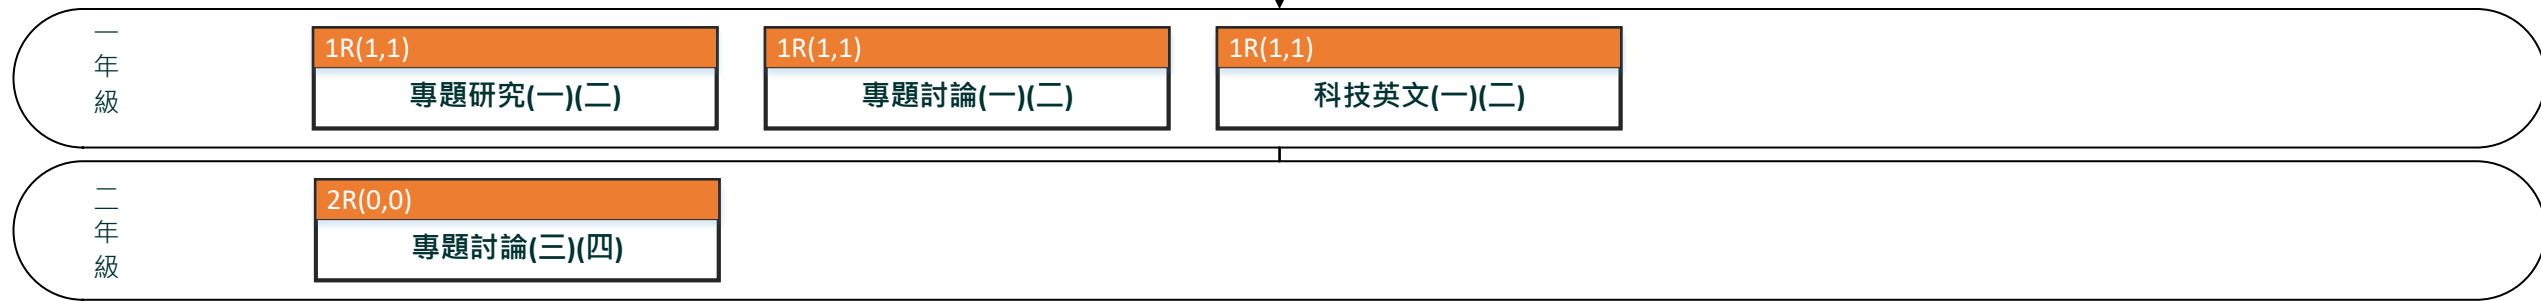 一年級
1R(1,1)
專題研究(一)(二)
1R(1,1)
專題討論(一)(二)
1R(1,1)
科技英文(一)(二)
二年級
2R(0,0)
專題討論(三)(四)